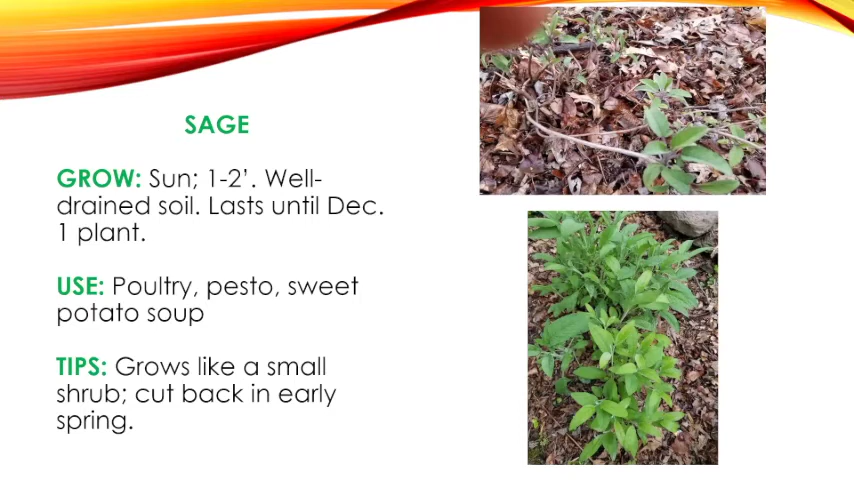 SAGE
GROW: Sun; 1-2’. Well-
drained soil. Lasts until Dec.
1 plant.
USE: Poultry, pesto, sweet
potato soup
TIPS: Grows like a small
shrub; cut back in early
spring.